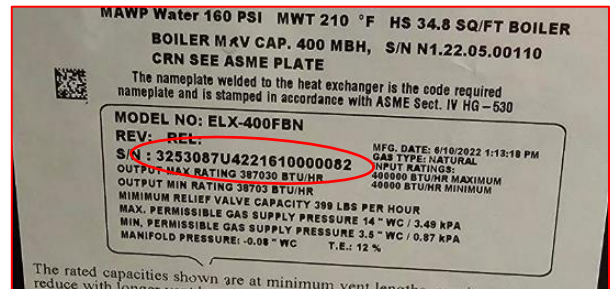 MAWP Water 160 PSI MWT 210 °F HS 34.8 SQ/FT BOILER
BOILER MRV CAP. 400 MBH, S/N N1.22.05.00110
CRN SEE ASME PLATE
The nameplate welded to the heat exchanger is the code required
nameplate and is stamped in accordance with ASME Sect. IV HG-530
MODEL NO: ELX-400FBN
REV: REL:
S/N : 3253087U4221610000082
OUTPUT MAX RATING 387030 BTU/HR
OUTPUT MIN RATING 38703 BTU/HR
MFG. DATE: 6/10/2022 1:13:18 PM
GAS TYPE: NATURAL
INPUT RATINGS:
400000 BTU/HR MAXIMUM
40000 BTU/HR MINIMUM
MIMIMUM RELIEF VALVE CAPACITY 399 LBS PER HOUR
MAX. PERMISSIBLE GAS SUPPLY PRESSURE 14 " WC / 3.49 kPA
MIN. PERMISSIBLE GAS SUPPLY PRESSURE 3.5 " WC / 0.87 kPA
MANIFOLD PRESSURE: -0.08 " WC T.E.: 12 %
The rated capacities shown are at minimum vent
reduce with longer